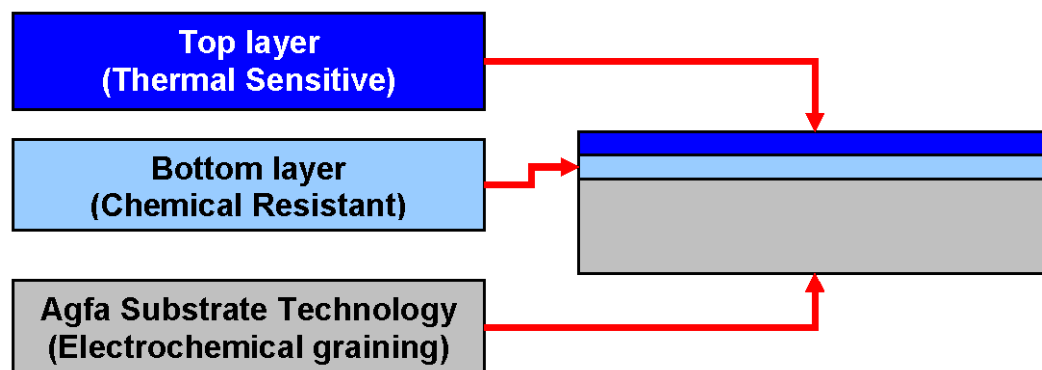 Top layer
(Thermal Sensitive)
Bottom layer
(Chemical Resistant)
Agfa Substrate Technology
(Electrochemical graining)